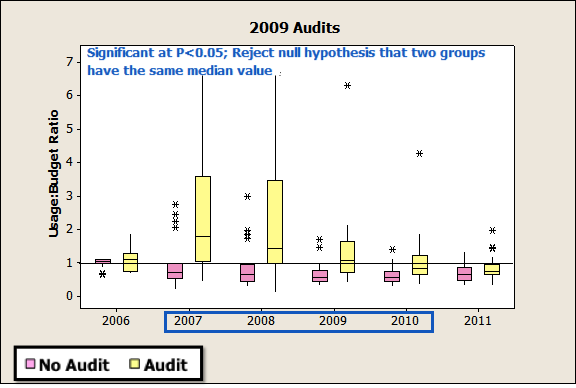 2009 Audits
Significant at P<0.05; Reject null hypothesis that two groups
have the same median value .
Usage:Budget Ratio
7
6
5
4
3
2
1
0
2006 2007 2008 2009 2010 2011
No Audit Audit